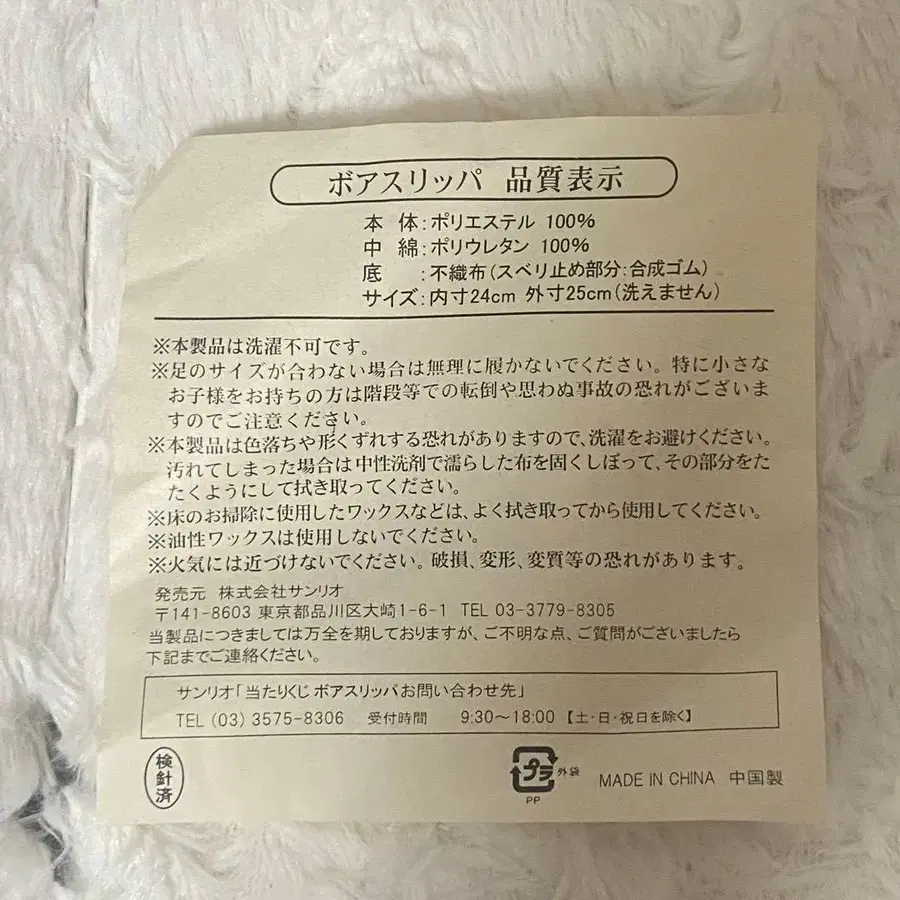 ボアスリッパ 品質表示
本 体:ポリエステル 100%
中 綿:ポリウレタン 100%
底 :不織布(スベリ止め部分:合成ゴム)
サイズ:内寸24cm 外寸25cm(洗えません)
※本製品は洗濯不可です。
※足のサイズが合わない場合は無理に履かないでください。特に小さな
お子様をお持ちの方は階段等での転倒や思わぬ事故の恐れがございま
すのでご注意ください。
※本製品は色落ちや形くずれする恐れがありますので、洗濯をお避けください。
汚れてしまった場合は中性洗剤で濡らした布を固くしぼって、その部分をた
たくようにして拭き取ってください。
※床のお掃除に使用したワックスなどは、よく拭き取ってから使用してください。
※油性ワックスは使用しないでください。
※火気には近づけないでください。破損、変形、変質等の恐れがあります。
発売元 株式会社サンリオ
〒141-8603 東京都品川区大崎1-6-1 TEL 03-3779-8305
当製品につきましては万全を期しておりますが、ご不明な点、ご質問がございましたら
下記までご連絡ください。
サンリオ「当たりくじ ボアスリッパお問い合わせ先」
TEL (03) 3575-8306 受付時間 9:30~18:00 【土・日・祝日を除く】
検針済
プラ 外袋 MADE IN CHINA 中国製
PP